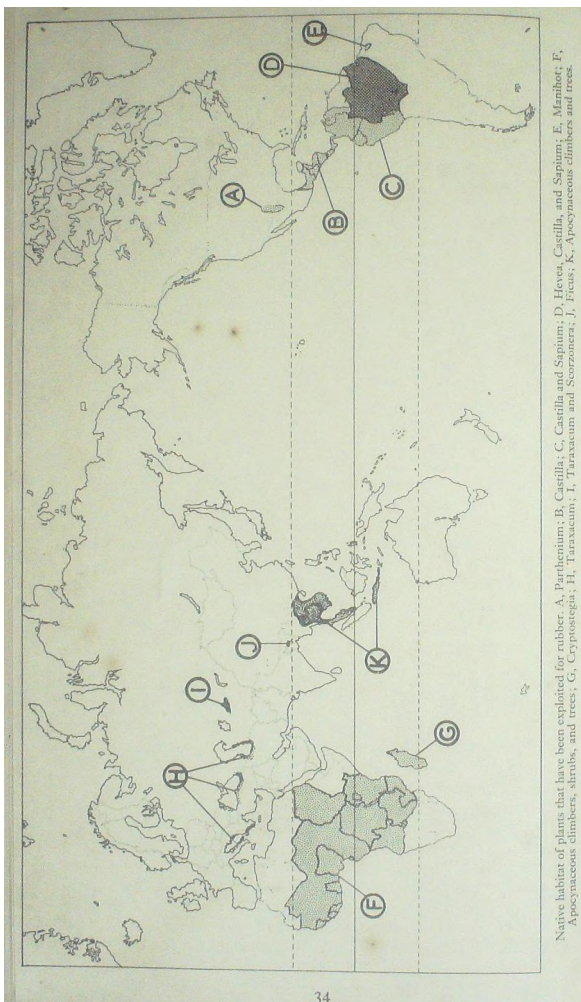 A
B
C
D
E
F
G
H
I
J
K
Native habitat of plants that have been exploited for rubber. A, Parthenium; B, Castilla; C, Castilla and Sapium; D, Hevea, Castilla, and Sapium; E, Manihot; F,
Apocynaceous climbers, shrubs, and trees; G, Cryptostegia; H, Taraxacum; I, Taraxacum and Scorzonera; J, Ficus; K, Apocynaceous climbers and trees.
34